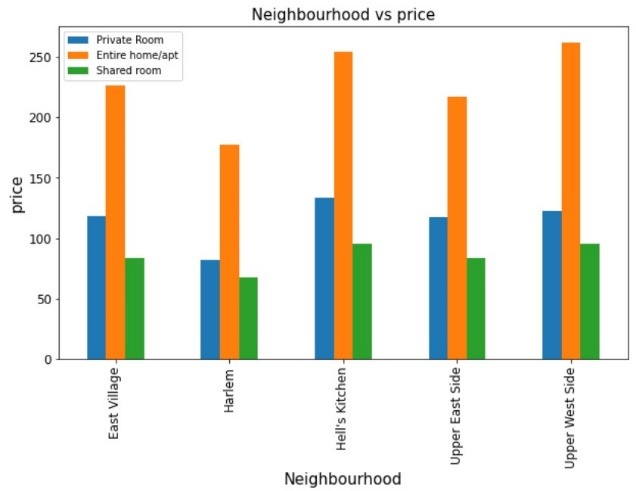 Neighbourhood vs price
Private Room
Entire home/apt
Shared room
price
250
200
150
100
50
0
East Village
Harlem
Hell's Kitchen
Upper East Side
Upper West Side
Neighbourhood